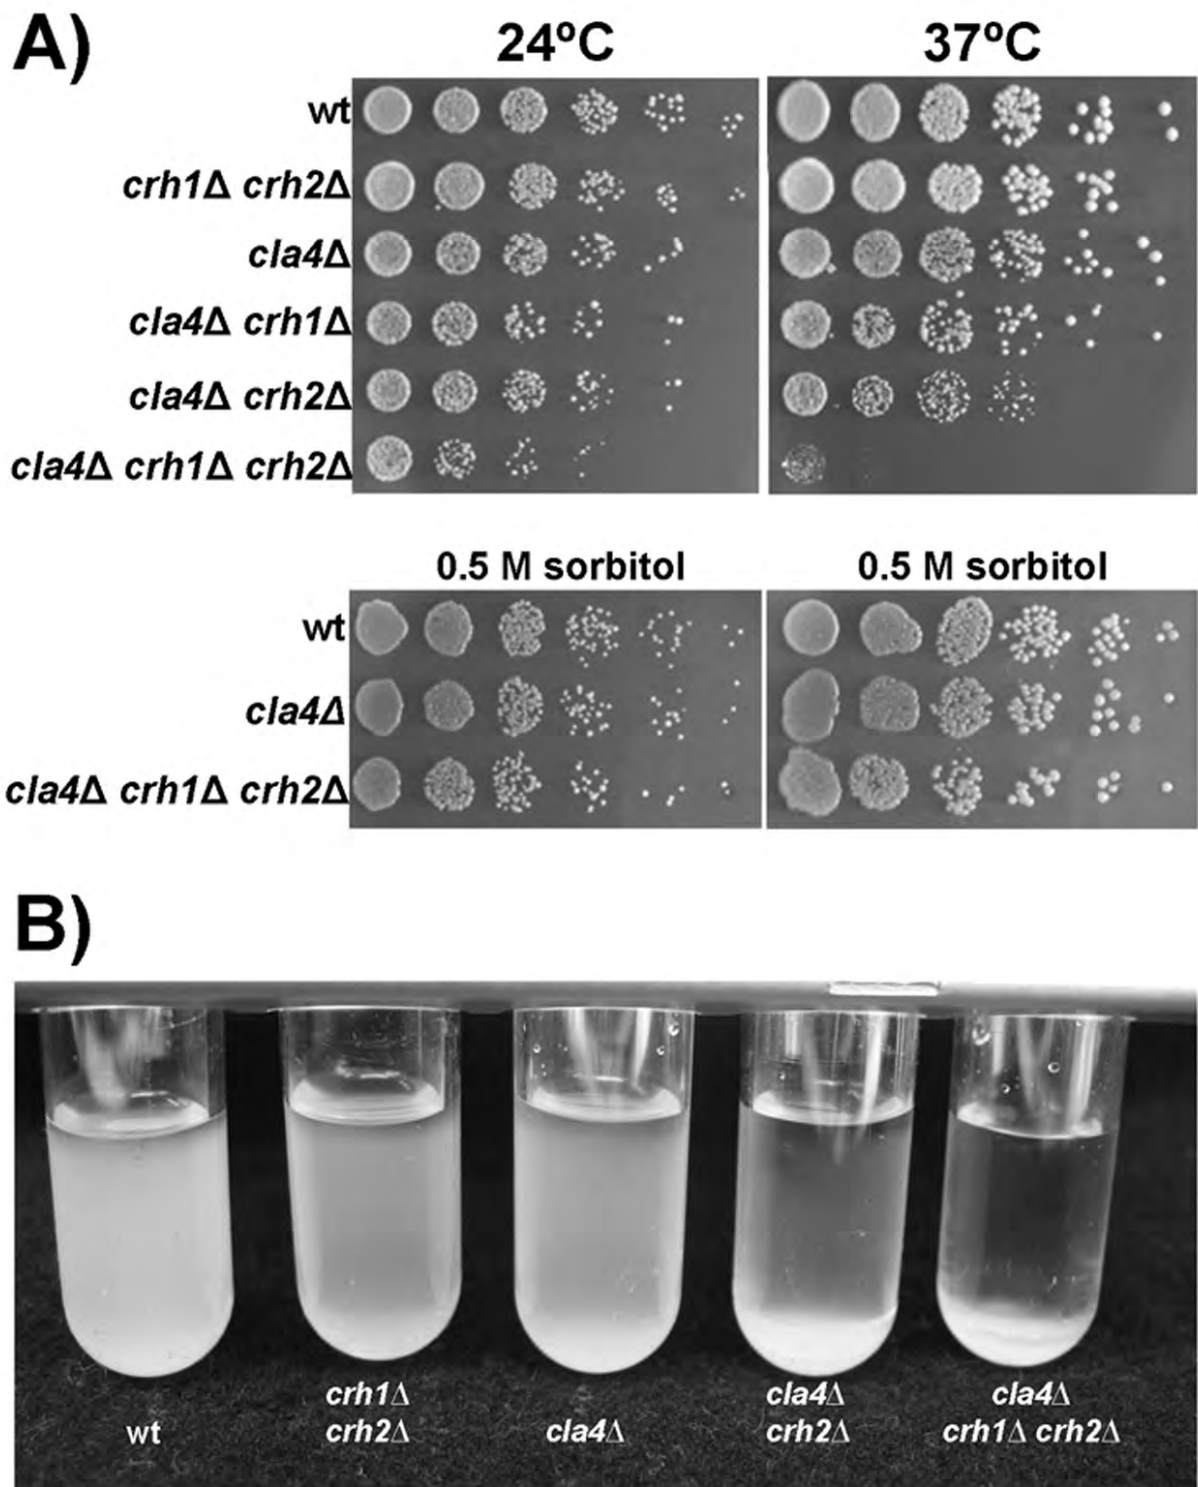 A)
24ºC
37ºC
wt
crh1Δ crh2Δ
cla4Δ
cla4Δ crh1Δ
cla4Δ crh2Δ
cla4Δ crh1Δ crh2Δ
0.5 M sorbitol
0.5 M sorbitol
wt
cla4Δ
cla4Δ crh1Δ crh2Δ
B)
wt
crh1Δ
crh2Δ
cla4Δ
cla4Δ
crh2Δ
cla4Δ
crh1Δ crh2Δ